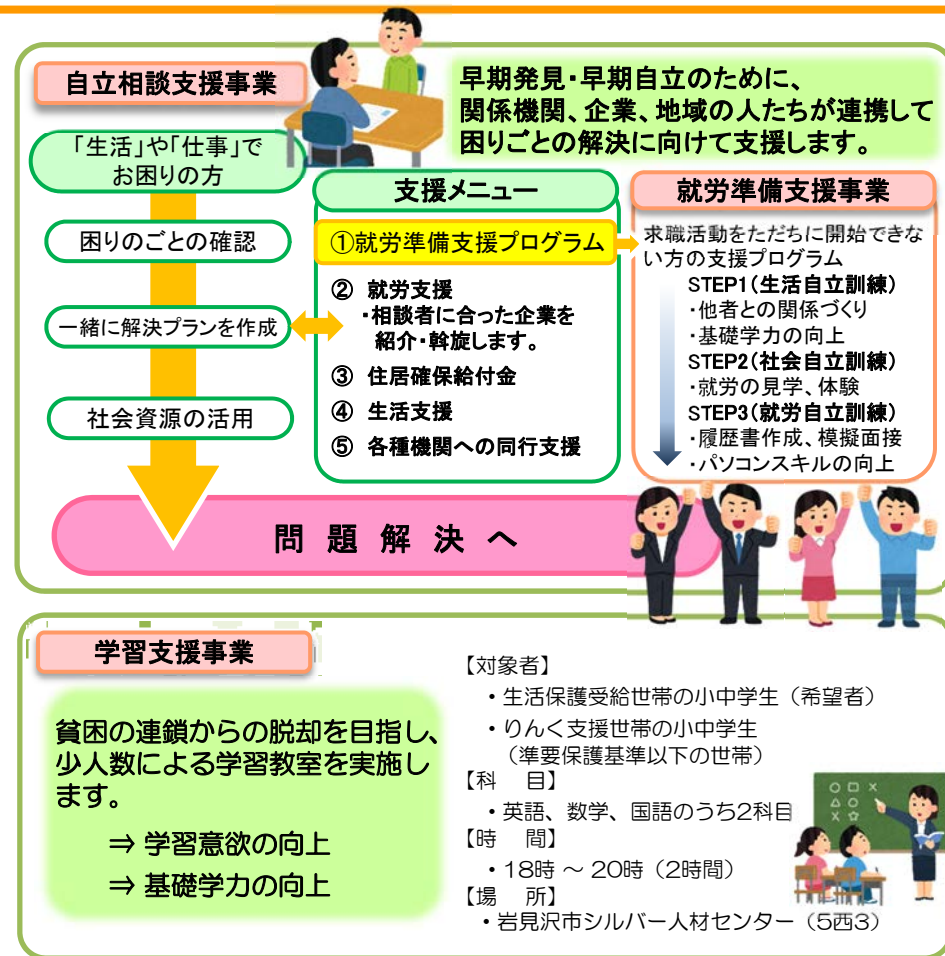 自立相談支援事業
早期発見・早期自立のために、
関係機関、企業、地域の人たちが連携して
困りごとの解決に向けて支援します。
「生活」や「仕事」で
お困りの方
困りのごとの確認
一緒に解決プランを作成
社会資源の活用
支援メニュー
①就労準備支援プログラム
② 就労支援
・相談者に合った企業を
紹介・斡旋します。
③ 住居確保給付金
④ 生活支援
⑤ 各種機関への同行支援
就労準備支援事業
求職活動をただちに開始できな
い方の支援プログラム
STEP1(生活自立訓練)
・他者との関係づくり
・基礎学力の向上
STEP2(社会自立訓練)
・就労の見学、体験
STEP3(就労自立訓練)
・履歴書作成、模擬面接
・パソコンスキルの向上
問題解決へ
学習支援事業
貧困の連鎖からの脱却を目指し、
少人数による学習教室を実施し
ます。
⇒ 学習意欲の向上
⇒ 基礎学力の向上
【対象者】
・生活保護受給世帯の小中学生（希望者）
・りんく支援世帯の小中学生
（準要保護基準以下の世帯）
【科　目】
・英語、数学、国語のうち2科目
【時　間】
・18時 ～ 20時（2時間）
【場　所】
・岩見沢市シルバー人材センター（5西3）